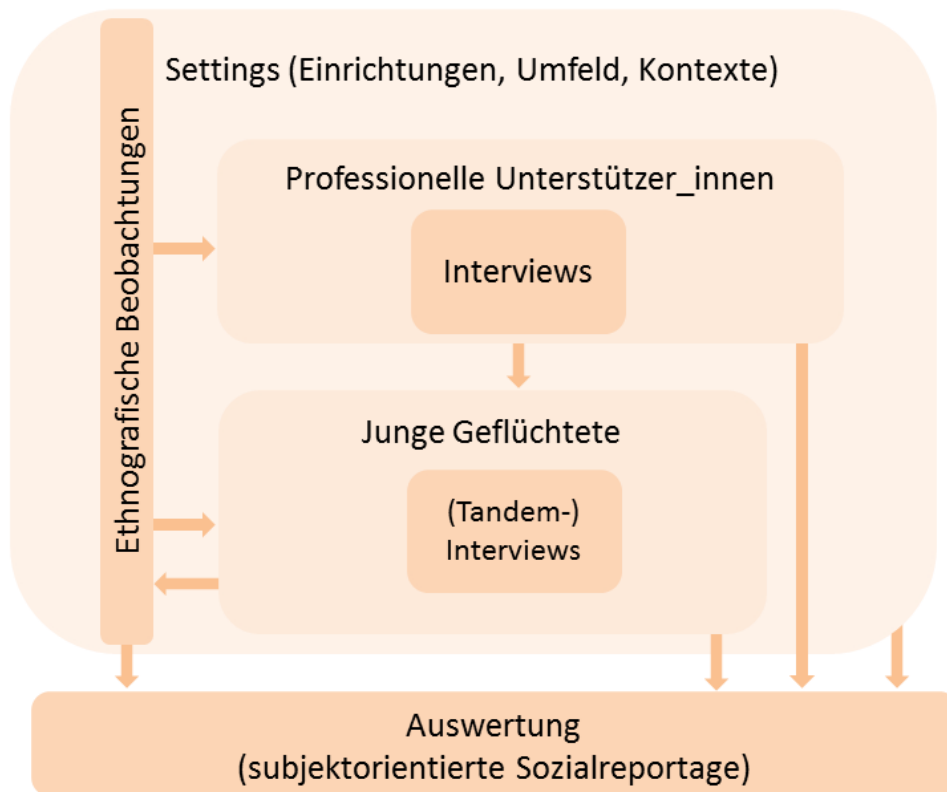 Settings (Einrichtungen, Umfeld, Kontexte)
Ethnografische Beobachtungen
Professionelle Unterstützer_innen
Interviews
Junge Geflüchtete
(Tandem-)
Interviews
Auswertung
(subjektorientierte Sozialreportage)